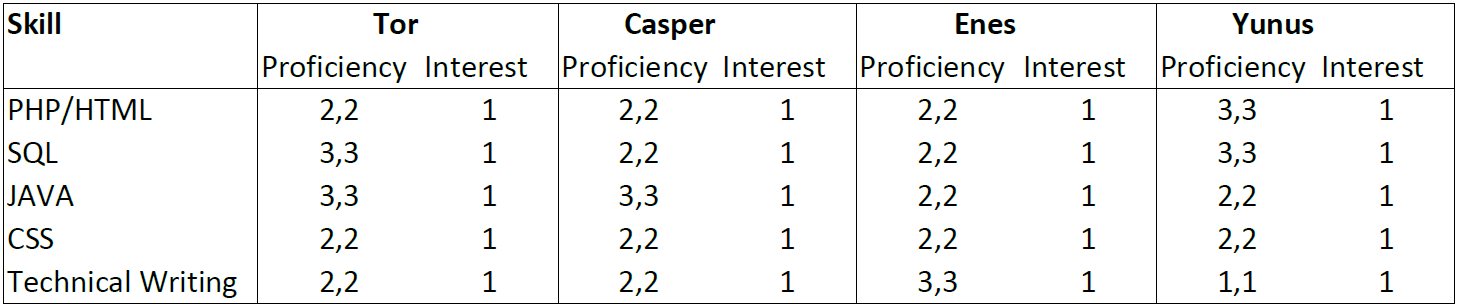 Skill Tor Casper Enes Yunus
Proficiency Interest Proficiency Interest Proficiency Interest Proficiency Interest
PHP/HTML 2,2 1 2,2 1 2,2 1 3,3 1
SQL 3,3 1 2,2 1 2,2 1 3,3 1
JAVA 3,3 1 3,3 1 2,2 1 2,2 1
CSS 2,2 1 2,2 1 2,2 1 2,2 1
Technical Writing 2,2 1 2,2 1 3,3 1 1,1 1